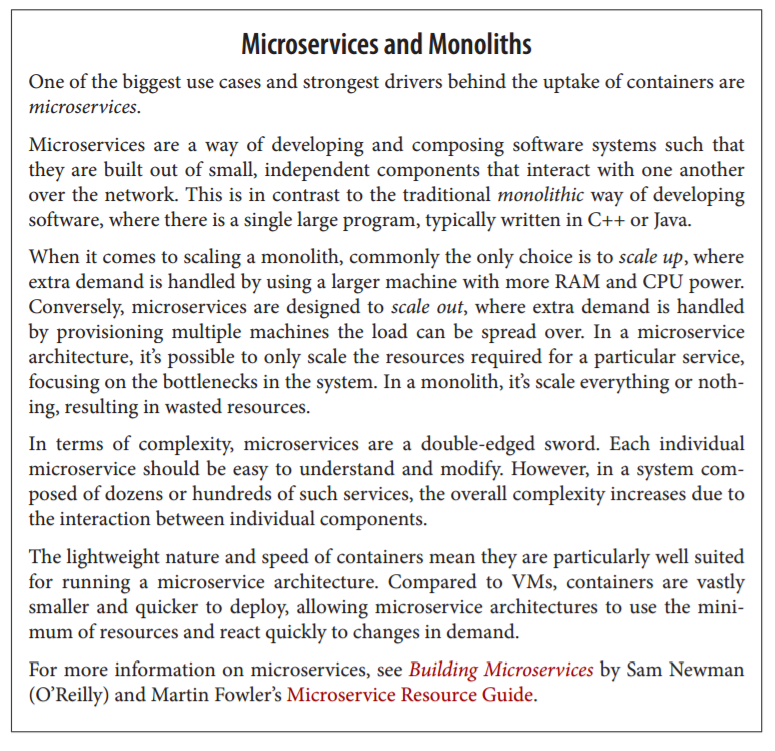 Microservices and Monoliths
One of the biggest use cases and strongest drivers behind the uptake of containers are
microservices.
Microservices are a way of developing and composing software systems such that
they are built out of small, independent components that interact with one another
over the network. This is in contrast to the traditional monolithic way of developing
software, where there is a single large program, typically written in C++ or Java.
When it comes to scaling a monolith, commonly the only choice is to scale up, where
extra demand is handled by using a larger machine with more RAM and CPU power.
Conversely, microservices are designed to scale out, where extra demand is handled
by provisioning multiple machines the load can be spread over. In a microservice
architecture, it’s possible to only scale the resources required for a particular service,
focusing on the bottlenecks in the system. In a monolith, it’s scale everything or noth-
ing, resulting in wasted resources.
In terms of complexity, microservices are a double-edged sword. Each individual
microservice should be easy to understand and modify. However, in a system com-
posed of dozens or hundreds of such services, the overall complexity increases due to
the interaction between individual components.
The lightweight nature and speed of containers mean they are particularly well suited
for running a microservice architecture. Compared to VMs, containers are vastly
smaller and quicker to deploy, allowing microservice architectures to use the mini-
mum of resources and react quickly to changes in demand.
For more information on microservices, see Building Microservices by Sam Newman
(O’Reilly) and Martin Fowler’s Microservice Resource Guide.